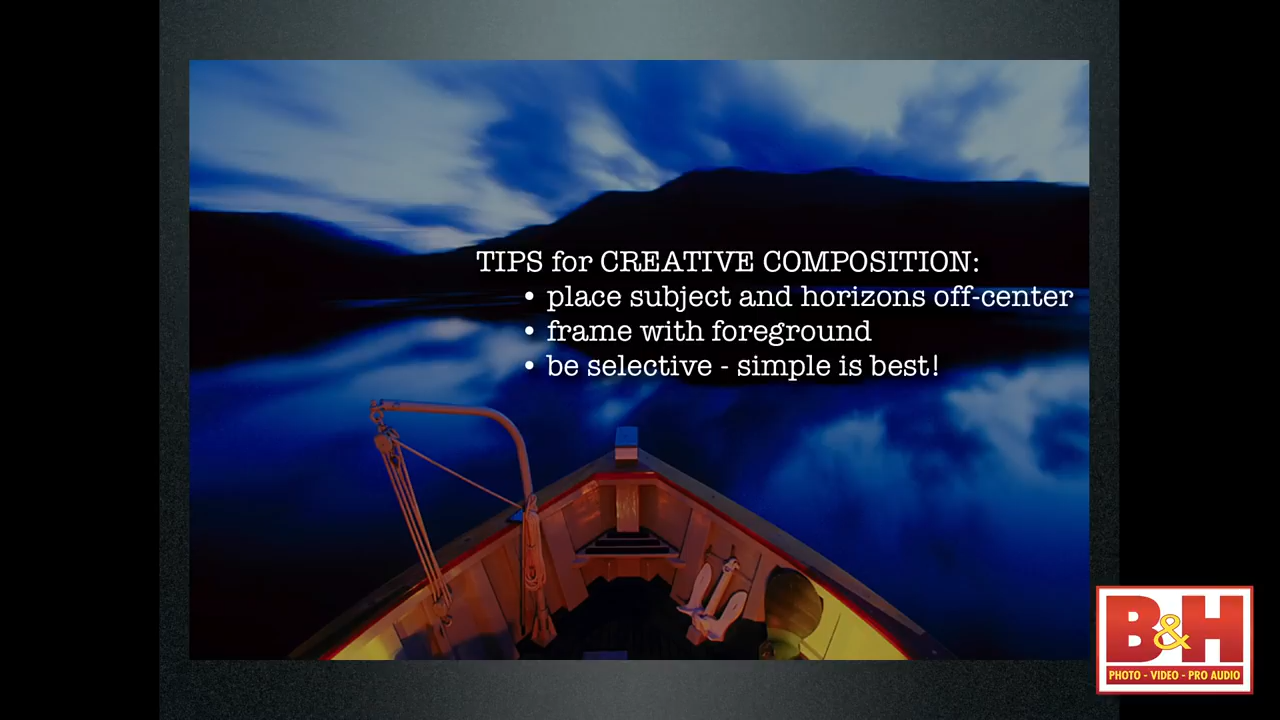 TIPS for CREATIVE COMPOSITION:
• place subject and horizons off-center
• frame with foreground
• be selective - simple is best!
B&H
PHOTO - VIDEO - PRO AUDIO